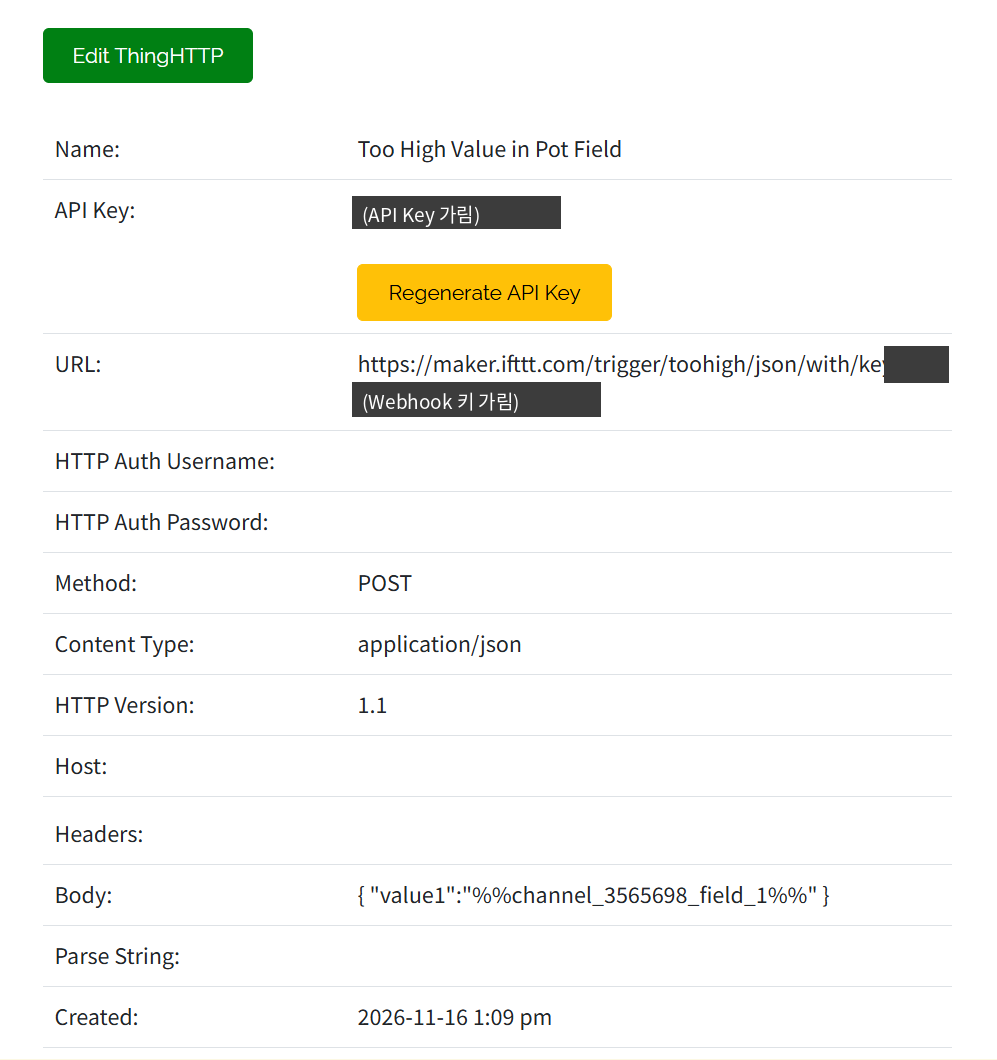 Edit ThingHTTP
Name: Too High Value in Pot Field
API Key: (API Key 가림)
Regenerate API Key
URL: https://maker.ifttt.com/trigger/toohigh/json/with/key
(Webhook 키 가림)
HTTP Auth Username:
HTTP Auth Password:
Method: POST
Content Type: application/json
HTTP Version: 1.1
Host:
Headers:
Body: { "value1":"%%channel_3565698_field_1%%" }
Parse String:
Created: 2026-11-16 1:09 pm